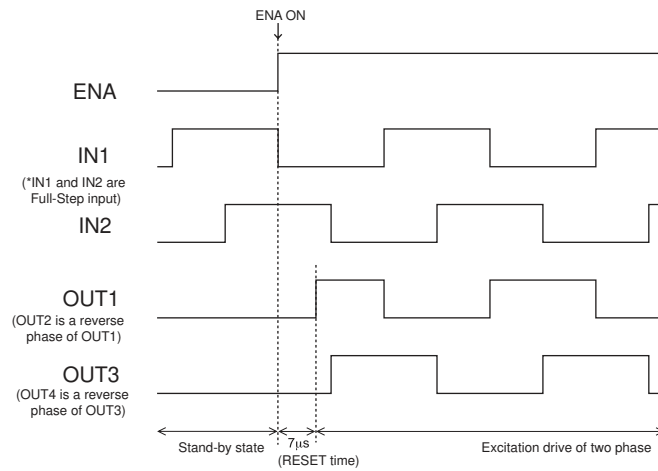 ENA ON
ENA
IN1
(*IN1 and IN2 are
Full-Step input)
IN2
OUT1
(OUT2 is a reverse
phase of OUT1)
OUT3
(OUT4 is a reverse
phase of OUT3)
Stand-by state
7μs
(RESET time)
Excitation drive of two phase